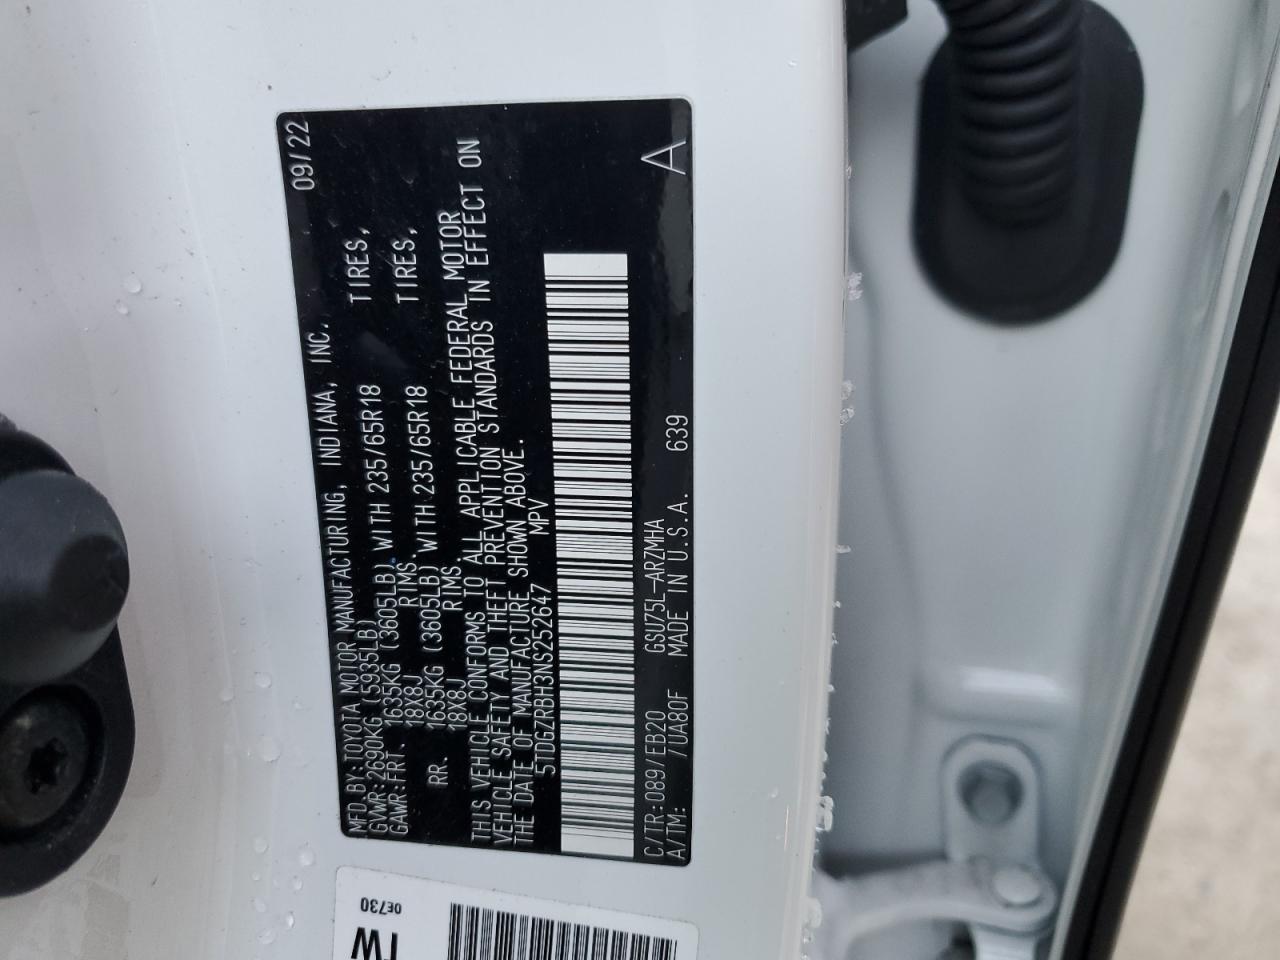 MFD. BY: TOYOTA MOTOR MANUFACTURING, INDIANA, INC. 09/22
GVWR: 2690KG (5935LB)
GAWR: FRT. 1635KG (3605LB) WITH 235/65R18 TIRES,
18X8J RIMS.
RR. 1635KG (3605LB) WITH 235/65R18 TIRES,
18X8J RIMS
THIS VEHICLE CONFORMS TO ALL APPLICABLE FEDERAL MOTOR
VEHICLE SAFETY AND THEFT PREVENTION STANDARDS IN EFFECT ON
THE DATE OF MANUFACTURE SHOWN ABOVE.
5TDGZRBH3NS252647 MPV
C/TR: 089/EB20 GSU75L-ARZMHA
A/TM: /UA80F MADE IN U.S.A. 639 A
0E730